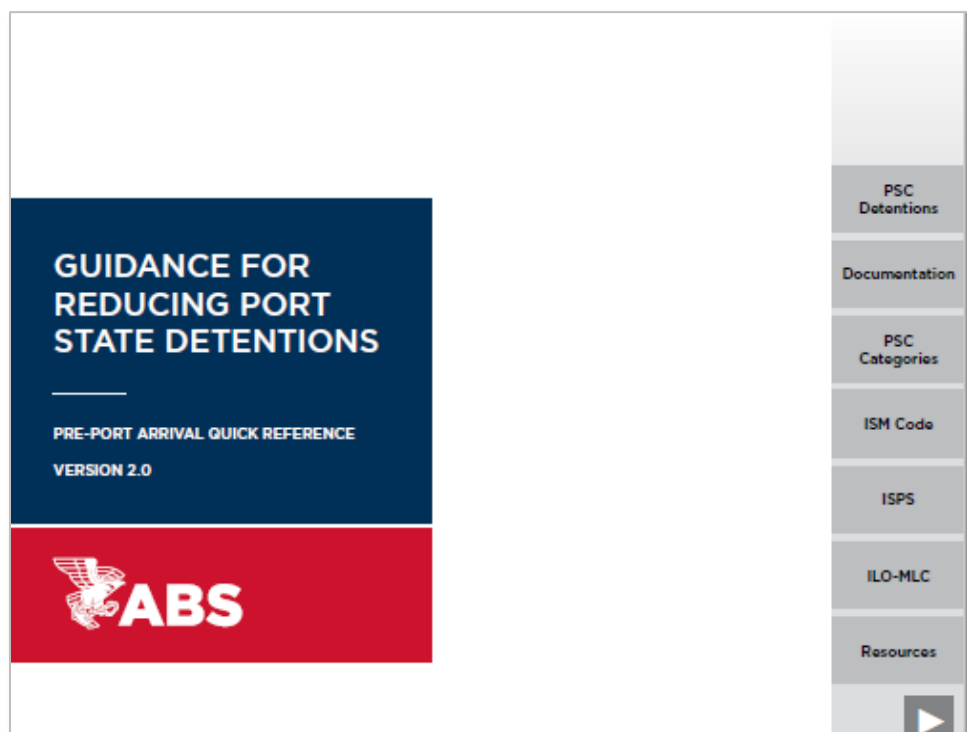 GUIDANCE FOR
REDUCING PORT
STATE DETENTIONS
PRE-PORT ARRIVAL QUICK REFERENCE
VERSION 2.0
ABS
PSC
Detentions
Documentation
PSC
Categories
ISM Code
ISPS
ILO-MLC
Resources